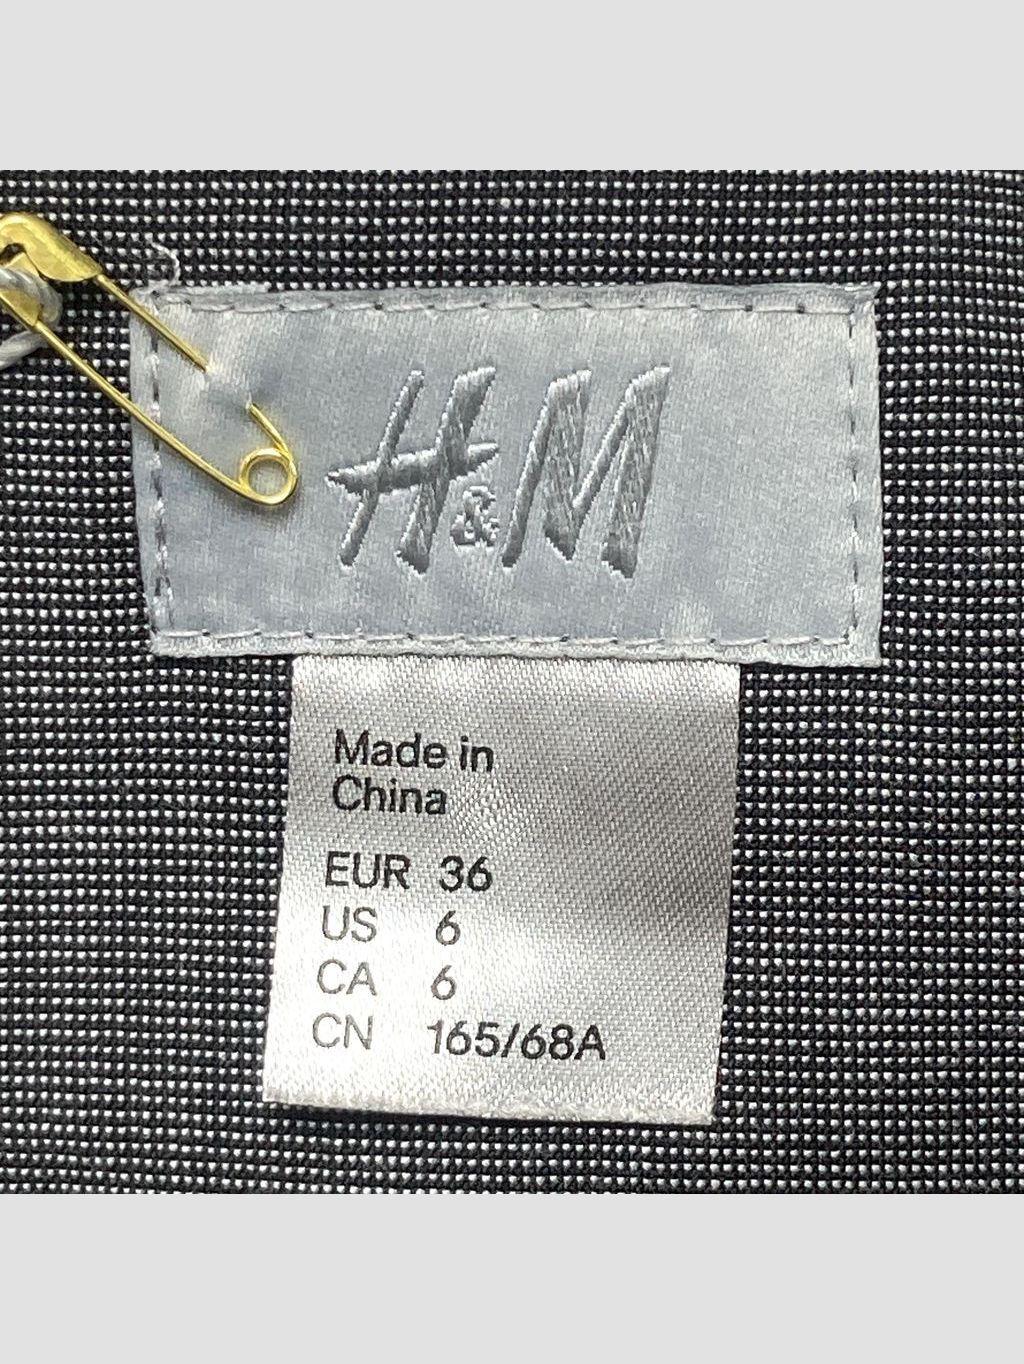 H&M
Made in
China
EUR 36
US 6
CA 6
CN 165/68A